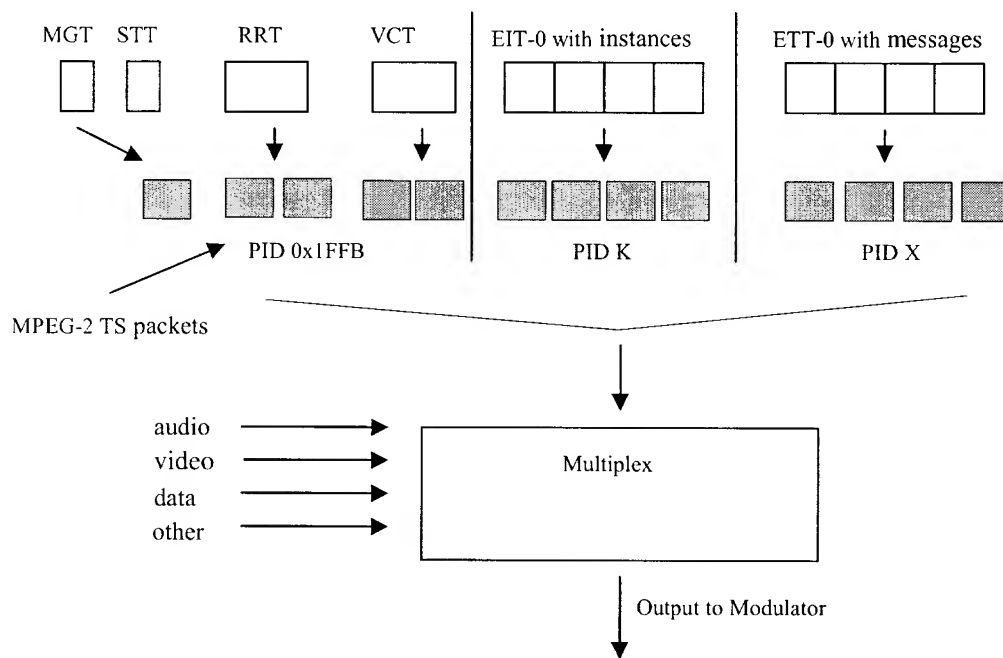 MGT STT RRT VCT EIT-0 with instances ETT-0 with messages
PID 0x1FFB PID K PID X
MPEG-2 TS packets
audio
video
data
other
Multiplex
Output to Modulator